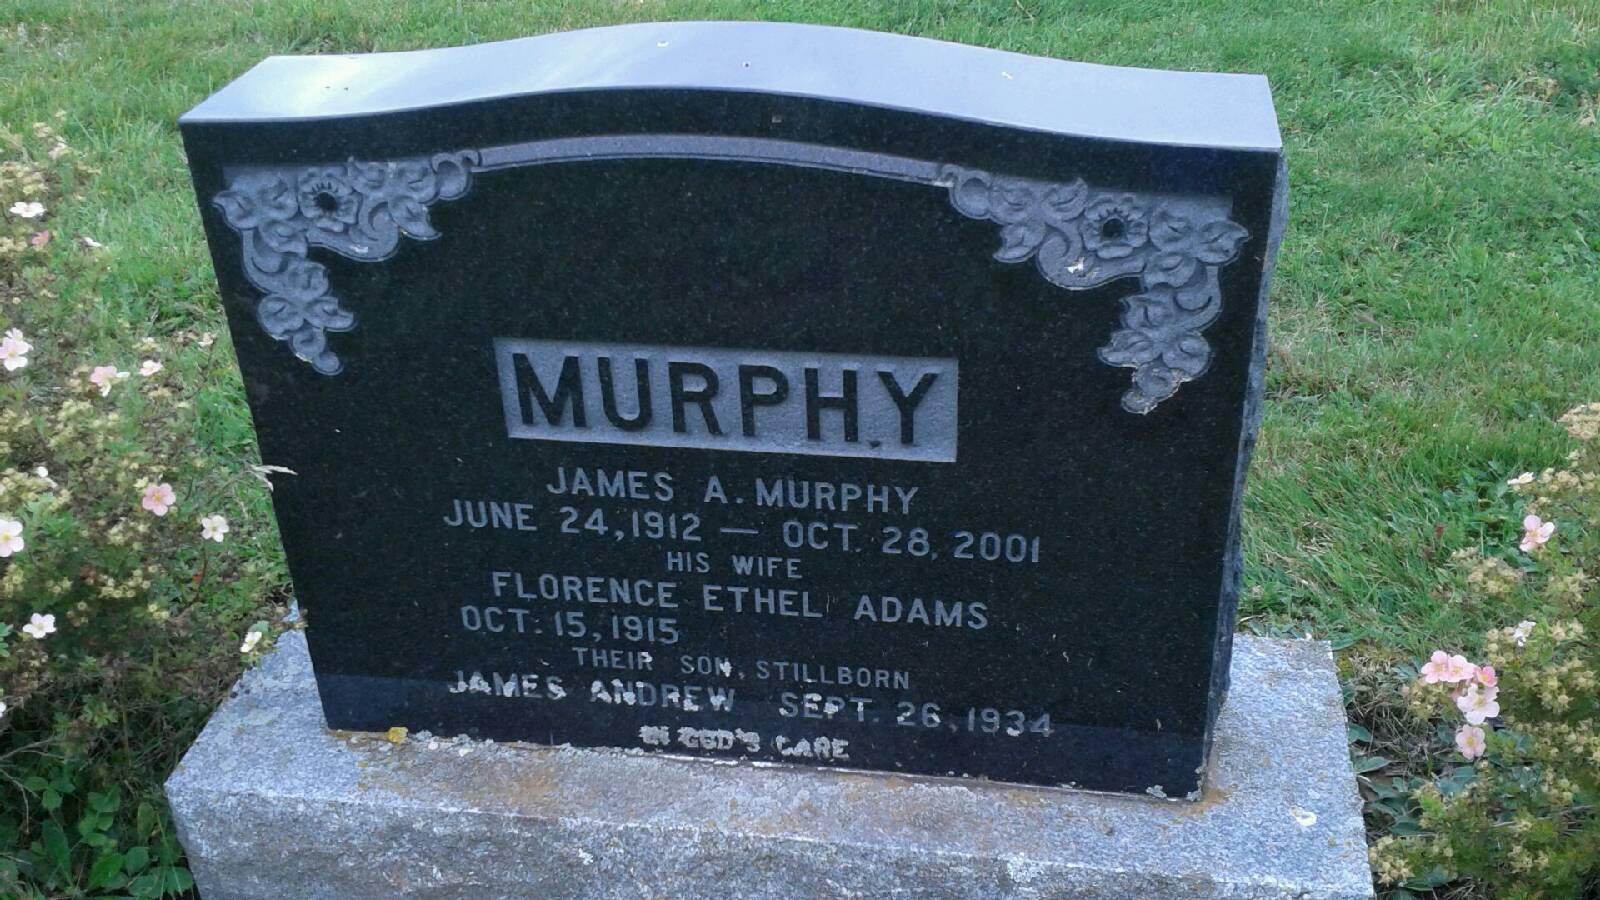 MURPHY
JAMES A. MURPHY
JUNE 24, 1912 — OCT. 28, 2001
HIS WIFE
FLORENCE ETHEL ADAMS
OCT. 15, 1915
THEIR SON, STILLBORN
JAMES ANDREW SEPT. 26, 1934
IN GOD'S CARE